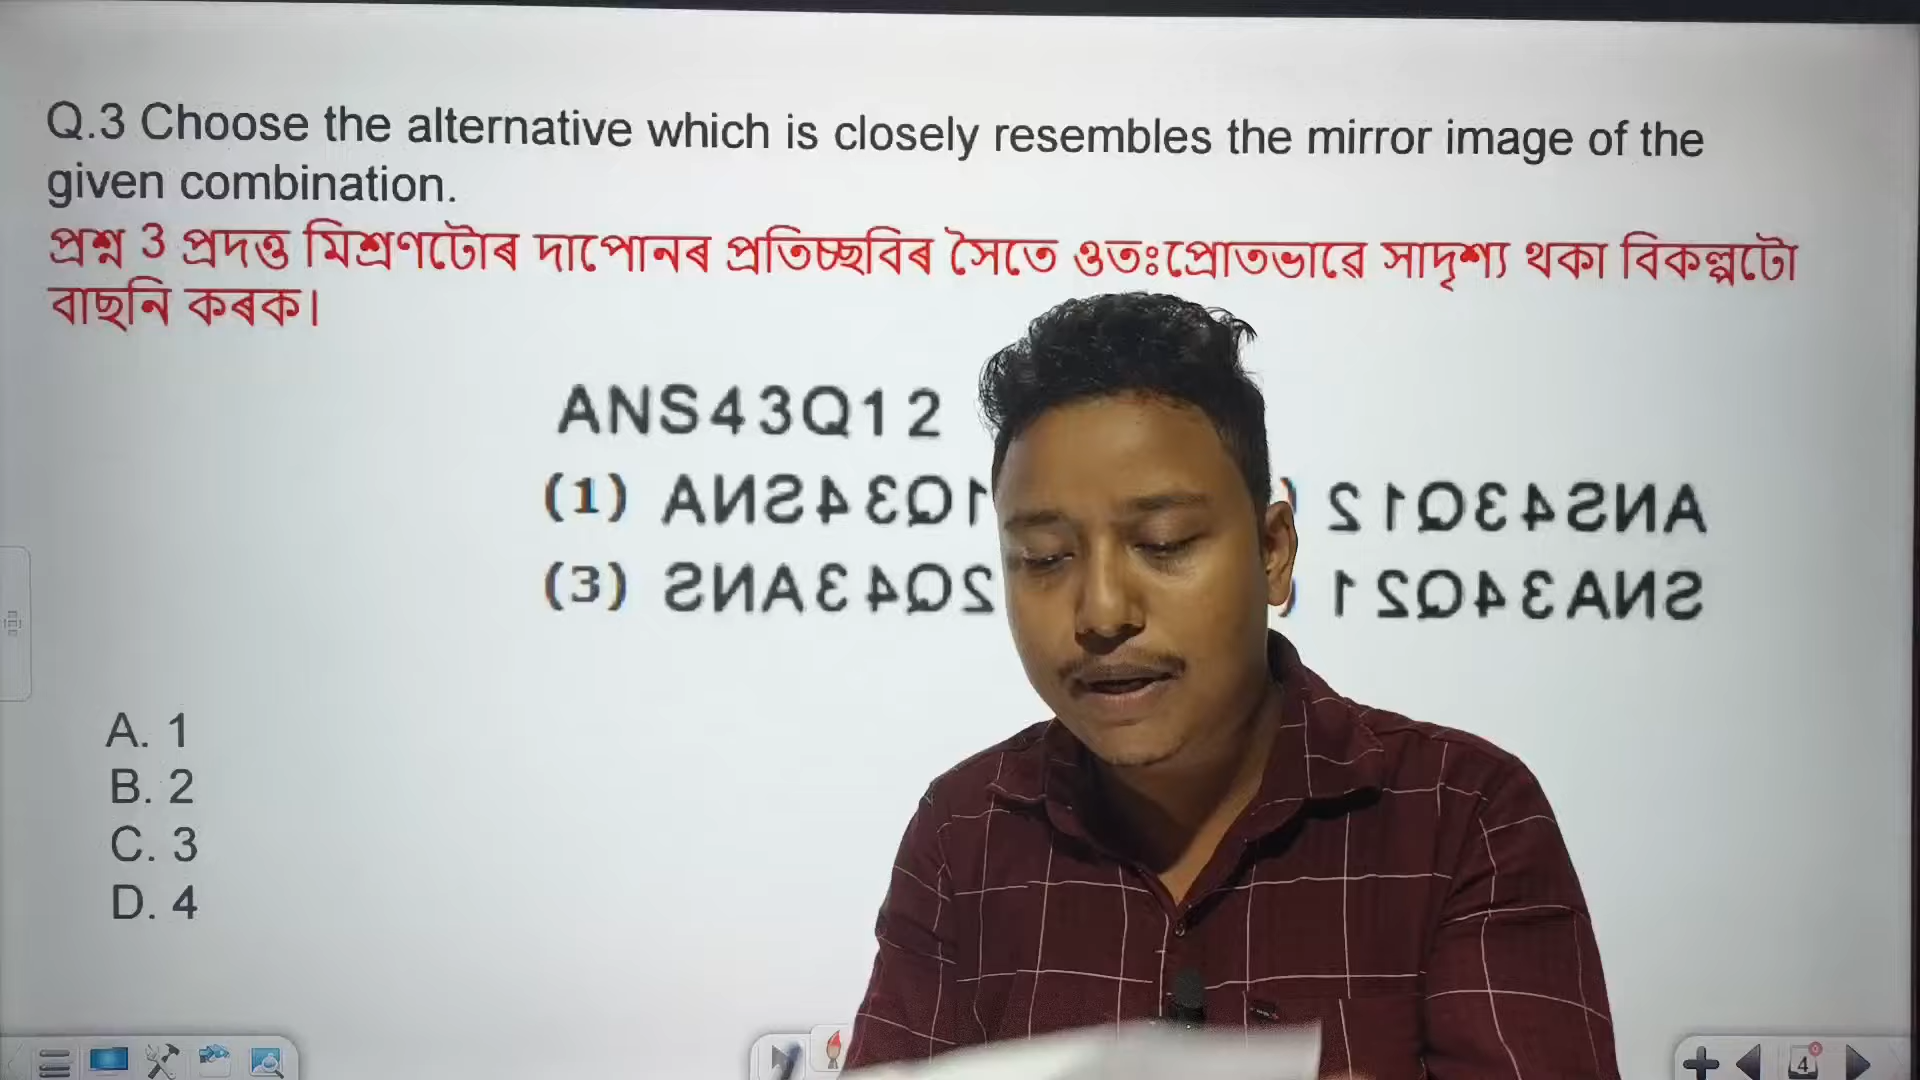 Q.3 Choose the alternative which is closely resembles the mirror image of the
given combination.
প্ৰশ্ন 3 প্ৰদত্ত মিশ্ৰণটোৰ দাপোনৰ প্ৰতিচ্ছবিৰ সৈতে ওতঃপ্ৰোতভাৱে সাদৃশ্য থকা বিকল্পটো
বাছনি কৰক।
ANS43Q12
(1)
(3)
A. 1
B. 2
C. 3
D. 4
4